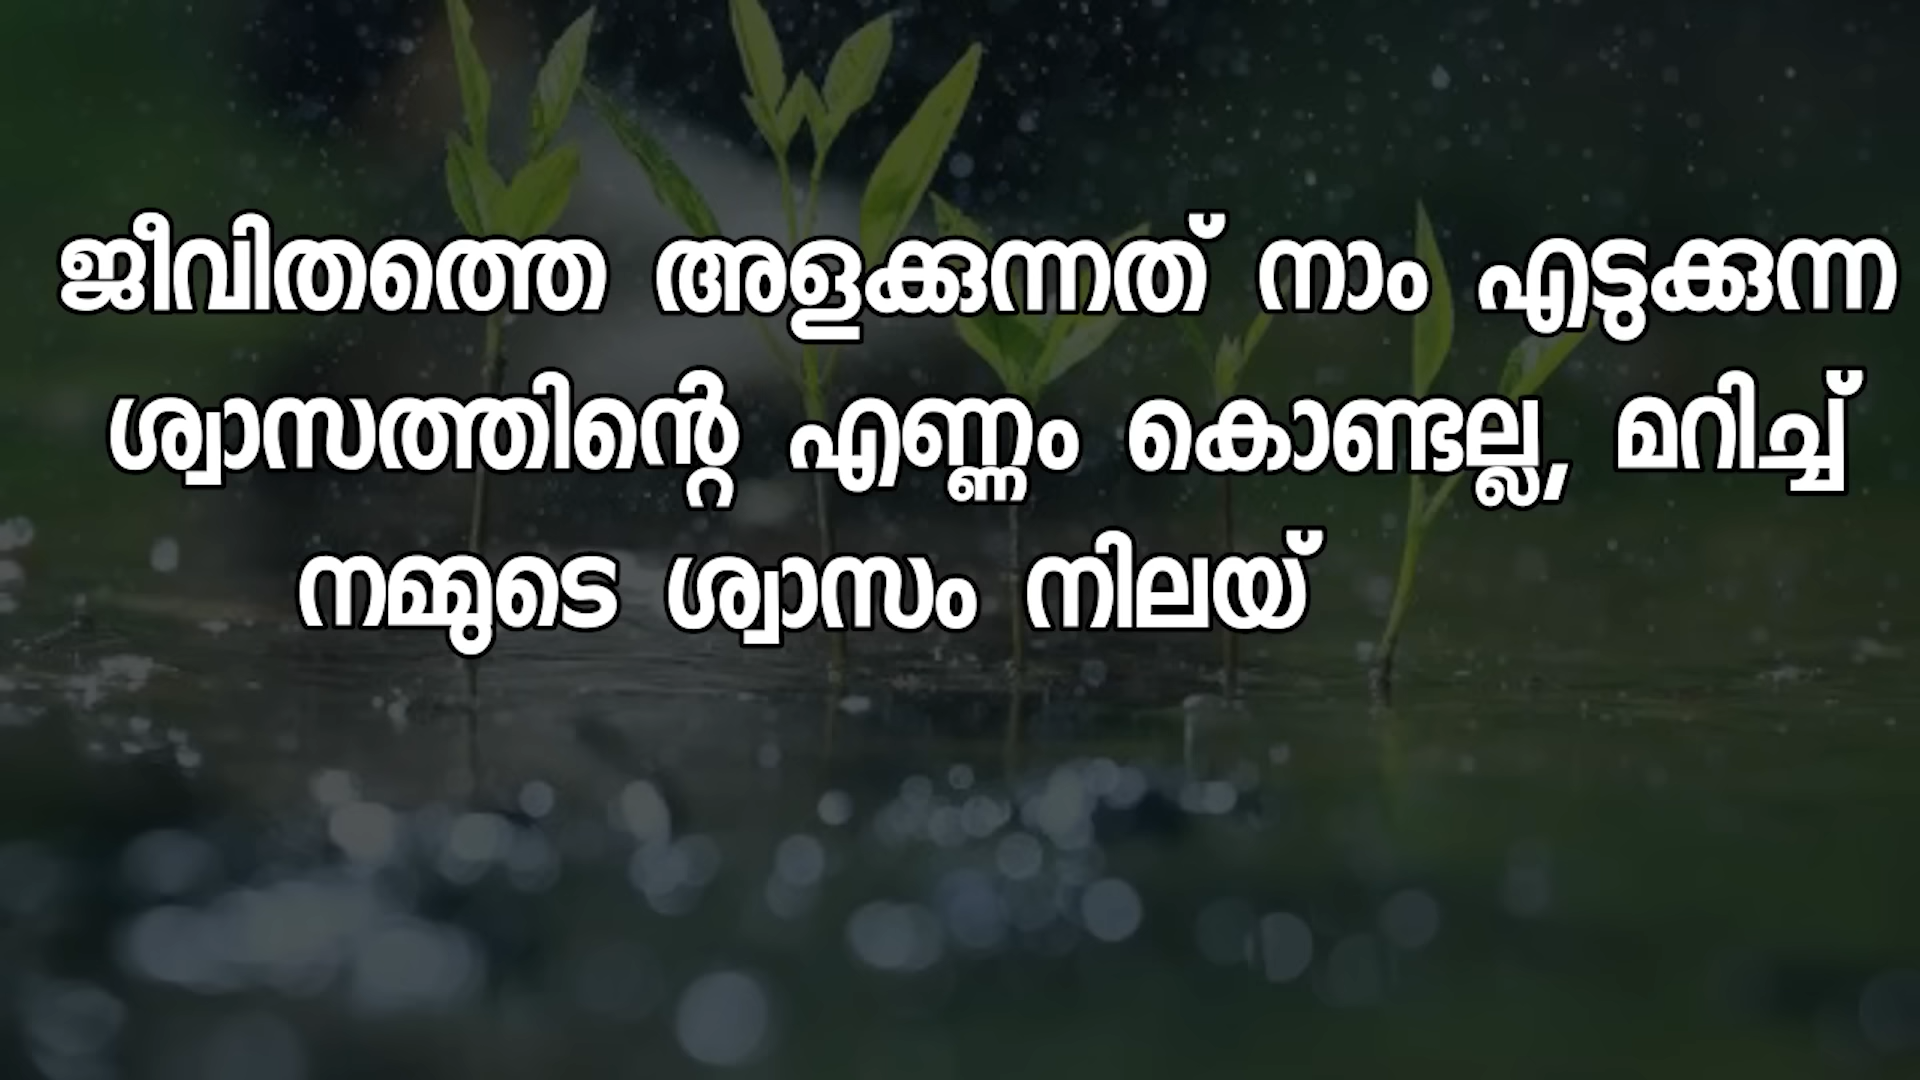 ജീവിതത്തെ അളക്കുന്നത് നാം എടുക്കുന്ന
ശ്വാസത്തിന്റെ എണ്ണം കൊണ്ടല്ല, മറിച്ച്
നമ്മുടെ ശ്വാസം നിലയ്